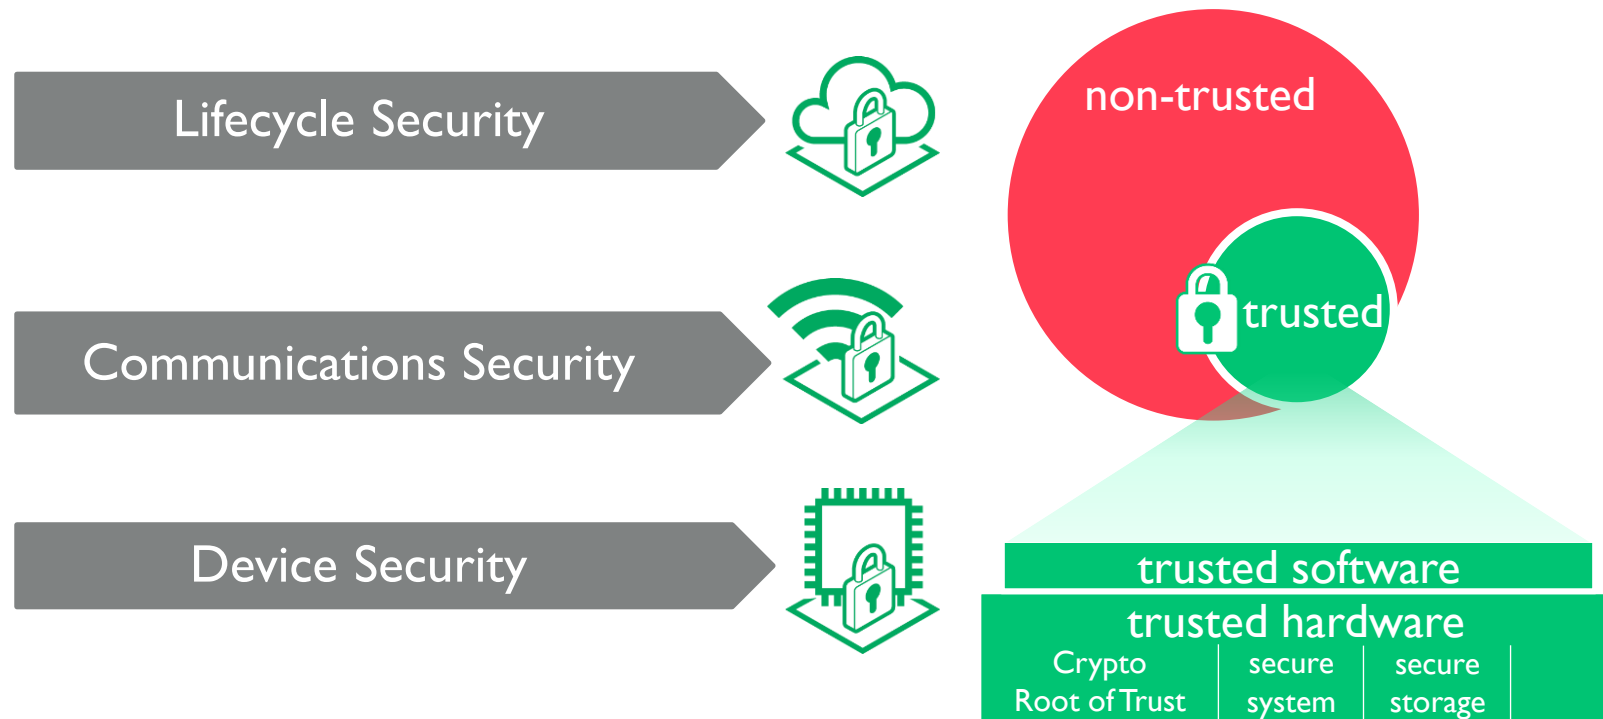 Lifecycle Security
Communications Security
Device Security
non-trusted
trusted
trusted software
trusted hardware
Crypto
Root of Trust
secure
system
secure
storage